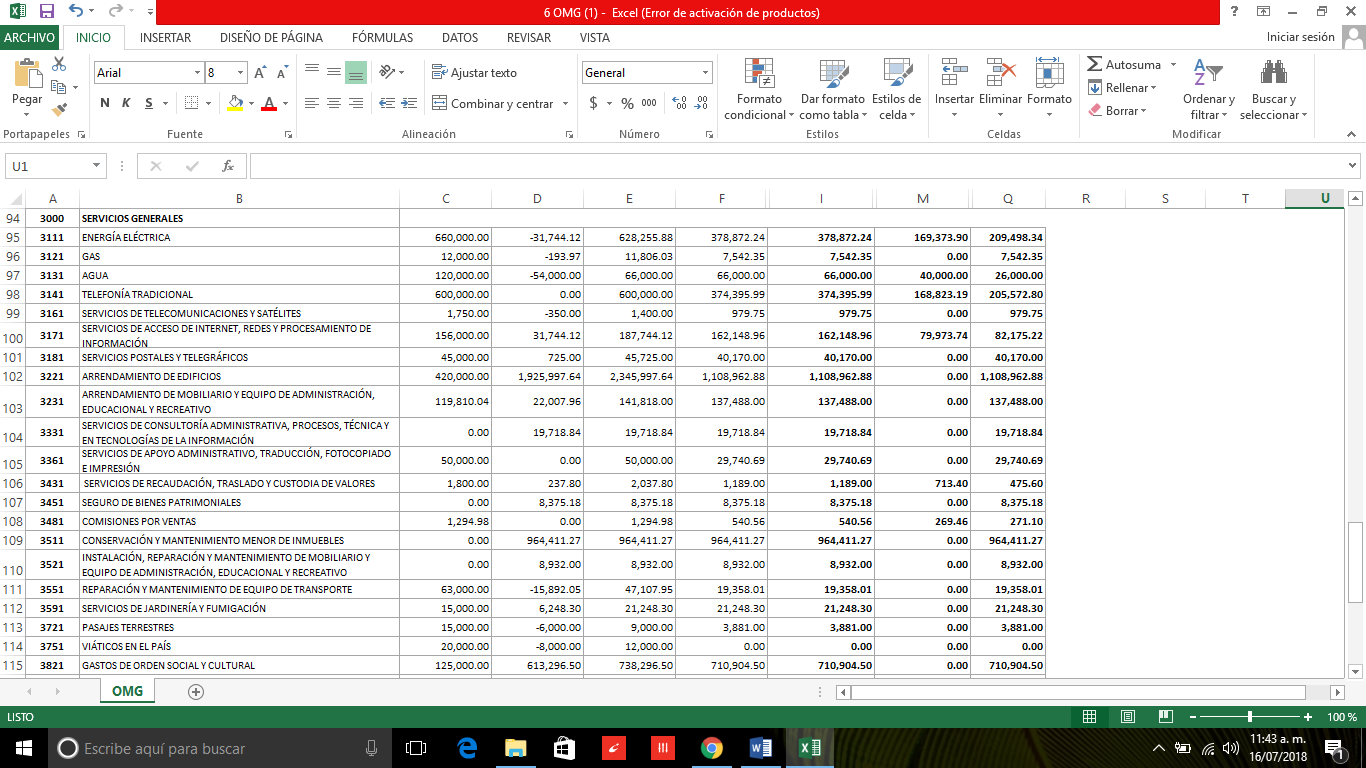 6 OMG (1) - Excel (Error de activación de productos)
ARCHIVO INICIO INSERTAR DISEÑO DE PÁGINA FÓRMULAS DATOS REVISAR VISTA Iniciar sesión
Pegar Arial 8 Ajustar texto General Formato condicional Dar formato como tabla Estilos de celda Insertar Eliminar Formato Autosuma Rellenar Borrar Ordenar y filtrar Buscar y seleccionar
N K S Combinar y centrar $ % 000
Portapapeles Fuente Alineación Número Estilos Celdas Modificar
U1 fx
A B C D E F I M Q R S T U
94 3000 SERVICIOS GENERALES
95 3111 ENERGÍA ELÉCTRICA 660,000.00 -31,744.12 628,255.88 378,872.24 378,872.24 169,373.90 209,498.34
96 3121 GAS 12,000.00 -193.97 11,806.03 7,542.35 7,542.35 0.00 7,542.35
97 3131 AGUA 120,000.00 -54,000.00 66,000.00 66,000.00 66,000.00 40,000.00 26,000.00
98 3141 TELEFONÍA TRADICIONAL 600,000.00 0.00 600,000.00 374,395.99 374,395.99 168,823.19 205,572.80
99 3161 SERVICIOS DE TELECOMUNICACIONES Y SATÉLITES 1,750.00 -350.00 1,400.00 979.75 979.75 0.00 979.75
100 3171 SERVICIOS DE ACCESO DE INTERNET, REDES Y PROCESAMIENTO DE
INFORMACIÓN 156,000.00 31,744.12 187,744.12 162,148.96 162,148.96 79,973.74 82,175.22
101 3181 SERVICIOS POSTALES Y TELEGRÁFICOS 45,000.00 725.00 45,725.00 40,170.00 40,170.00 0.00 40,170.00
102 3221 ARRENDAMIENTO DE EDIFICIOS 420,000.00 1,925,997.64 2,345,997.64 1,108,962.88 1,108,962.88 0.00 1,108,962.88
103 3231 ARRENDAMIENTO DE MOBILIARIO Y EQUIPO DE ADMINISTRACIÓN,
EDUCACIONAL Y RECREATIVO 119,810.04 22,007.96 141,818.00 137,488.00 137,488.00 0.00 137,488.00
104 3331 SERVICIOS DE CONSULTORÍA ADMINISTRATIVA, PROCESOS, TÉCNICA Y
EN TECNOLOGÍAS DE LA INFORMACIÓN 0.00 19,718.84 19,718.84 19,718.84 19,718.84 0.00 19,718.84
105 3361 SERVICIOS DE APOYO ADMINISTRATIVO, TRADUCCIÓN, FOTOCOPIADO
E IMPRESIÓN 50,000.00 0.00 50,000.00 29,740.69 29,740.69 0.00 29,740.69
106 3431 SERVICIOS DE RECAUDACIÓN, TRASLADO Y CUSTODIA DE VALORES 1,800.00 237.80 2,037.80 1,189.00 1,189.00 713.40 475.60
107 3451 SEGURO DE BIENES PATRIMONIALES 0.00 8,375.18 8,375.18 8,375.18 8,375.18 0.00 8,375.18
108 3481 COMISIONES POR VENTAS 1,294.98 0.00 1,294.98 540.56 540.56 269.46 271.10
109 3511 CONSERVACIÓN Y MANTENIMIENTO MENOR DE INMUEBLES 0.00 964,411.27 964,411.27 964,411.27 964,411.27 0.00 964,411.27
110 3521 INSTALACIÓN, REPARACIÓN Y MANTENIMIENTO DE MOBILIARIO Y
EQUIPO DE ADMINISTRACIÓN, EDUCACIONAL Y RECREATIVO 0.00 8,932.00 8,932.00 8,932.00 8,932.00 0.00 8,932.00
111 3551 REPARACIÓN Y MANTENIMIENTO DE EQUIPO DE TRANSPORTE 63,000.00 -15,892.05 47,107.95 19,358.01 19,358.01 0.00 19,358.01
112 3591 SERVICIOS DE JARDINERÍA Y FUMIGACIÓN 15,000.00 6,248.30 21,248.30 21,248.30 21,248.30 0.00 21,248.30
113 3721 PASAJES TERRESTRES 15,000.00 -6,000.00 9,000.00 3,881.00 3,881.00 0.00 3,881.00
114 3751 VIÁTICOS EN EL PAÍS 20,000.00 -8,000.00 12,000.00 0.00 0.00 0.00 0.00
115 3821 GASTOS DE ORDEN SOCIAL Y CULTURAL 125,000.00 613,296.50 738,296.50 710,904.50 710,904.50 0.00 710,904.50
OMG
LISTO 100 %
Escribe aquí para buscar 11:43 a. m.
16/07/2018 1